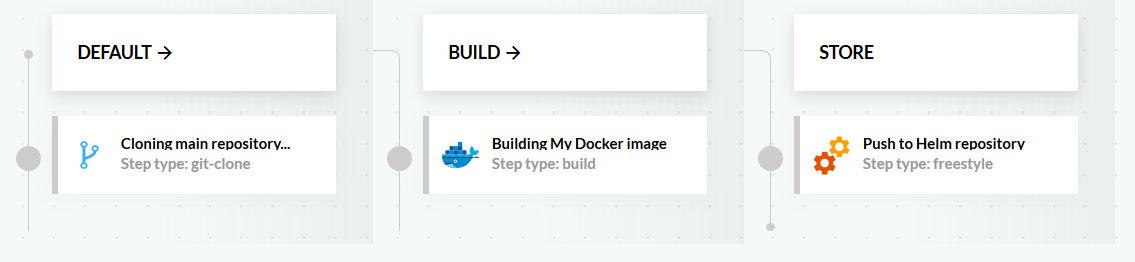 DEFAULT →
Cloning main repository...
Step type: git-clone
BUILD →
Building My Docker image
Step type: build
STORE
Push to Helm repository
Step type: freestyle